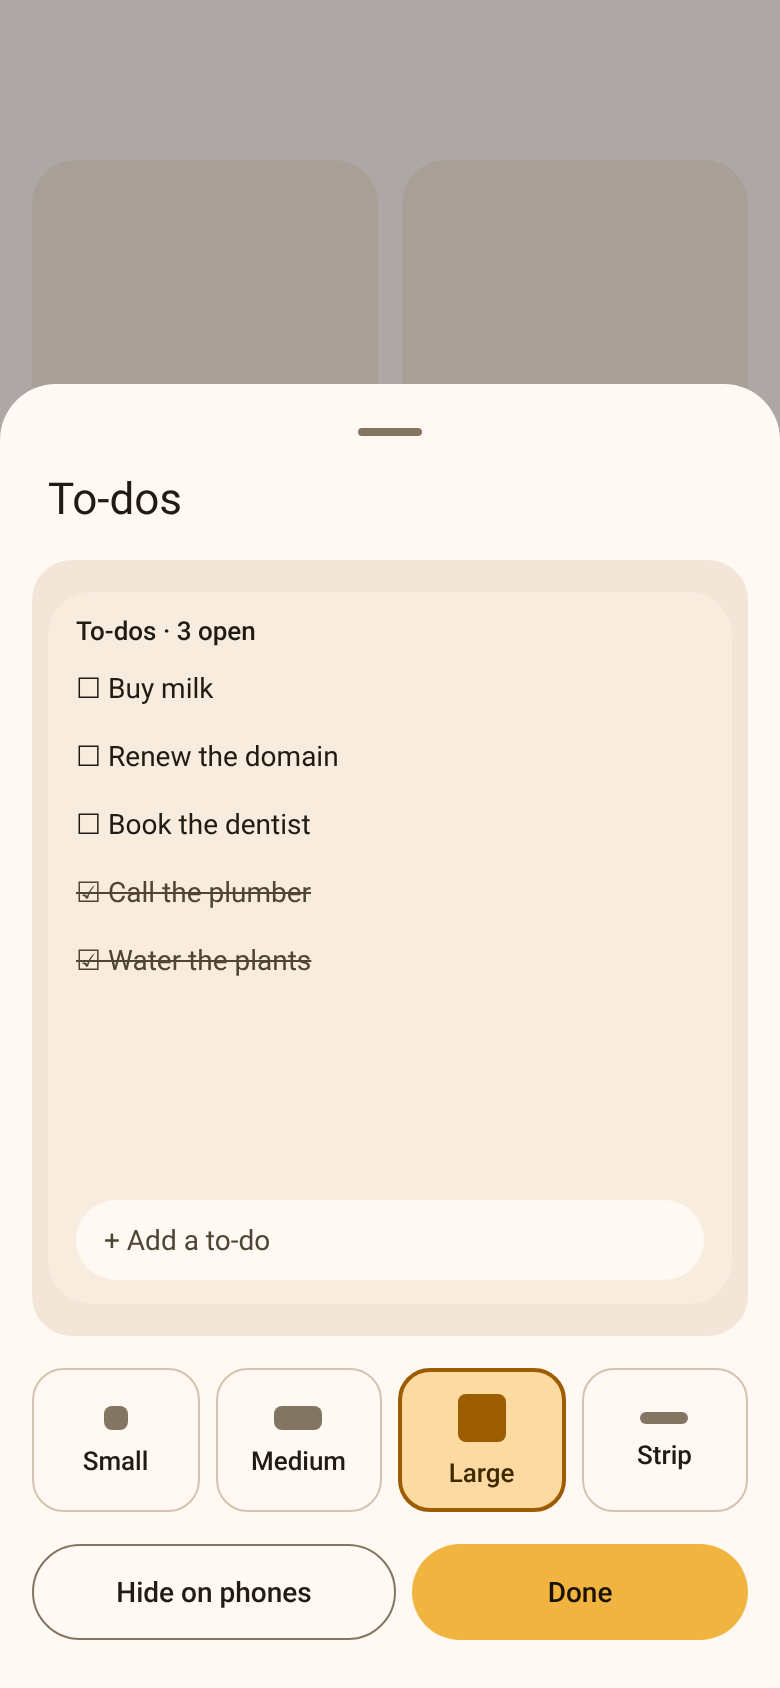 To-dos
To-dos · 3 open
☐ Buy milk
☐ Renew the domain
☐ Book the dentist
☑ Call the plumber
☑ Water the plants
+ Add a to-do
Small
Medium
Large
Strip
Hide on phones
Done